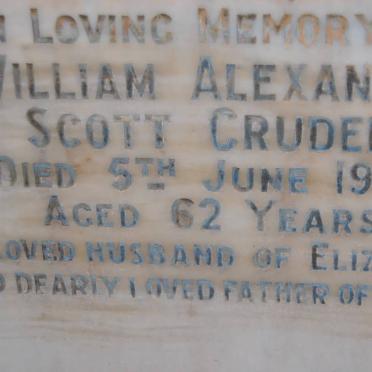 N LOVING MEMORY
WILLIAM ALEXAN
SCOTT CRUDE
DIED 5TH JUNE 19
AGED 62 YEARS
LOVED HUSBAND OF ELIZ
D DEARLY LOVED FATHER OF